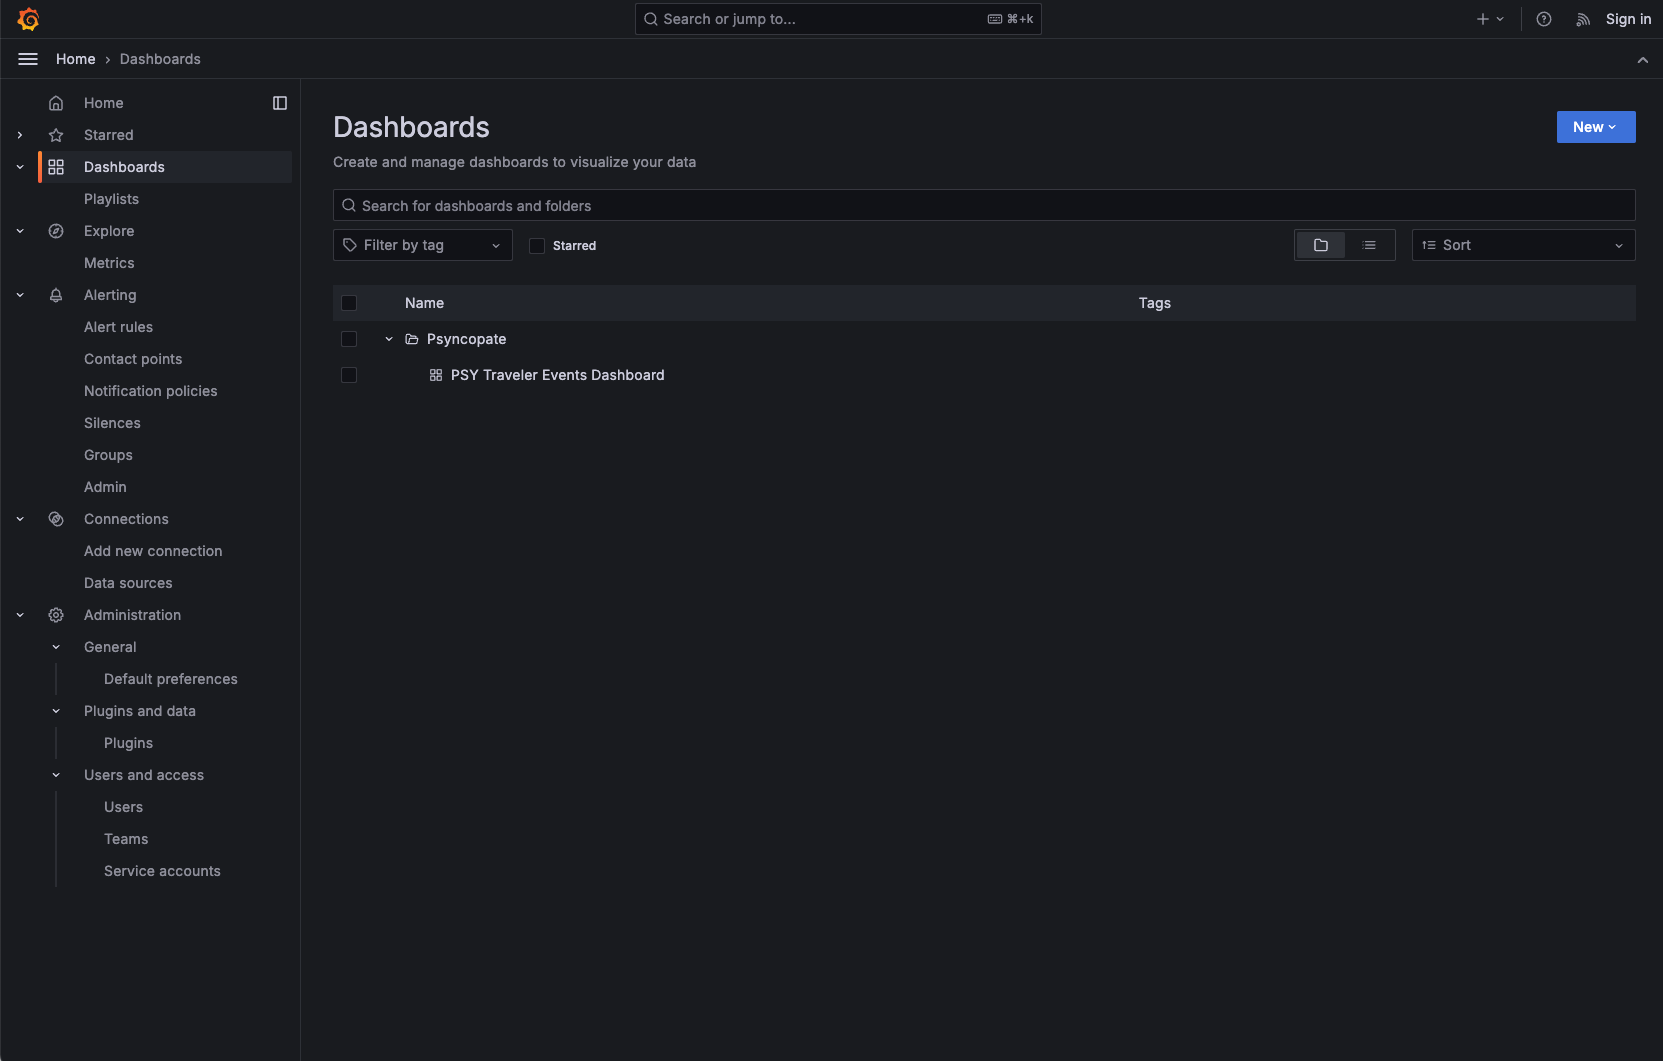 Search or jump to...
⌘+k
Sign in
Home
Dashboards
Home
Starred
Dashboards
Playlists
Explore
Metrics
Alerting
Alert rules
Contact points
Notification policies
Silences
Groups
Admin
Connections
Add new connection
Data sources
Administration
General
Default preferences
Plugins and data
Plugins
Users and access
Users
Teams
Service accounts
Dashboards
New
Create and manage dashboards to visualize your data
Search for dashboards and folders
Filter by tag
Starred
Sort
Name
Tags
Psyncopate
PSY Traveler Events Dashboard